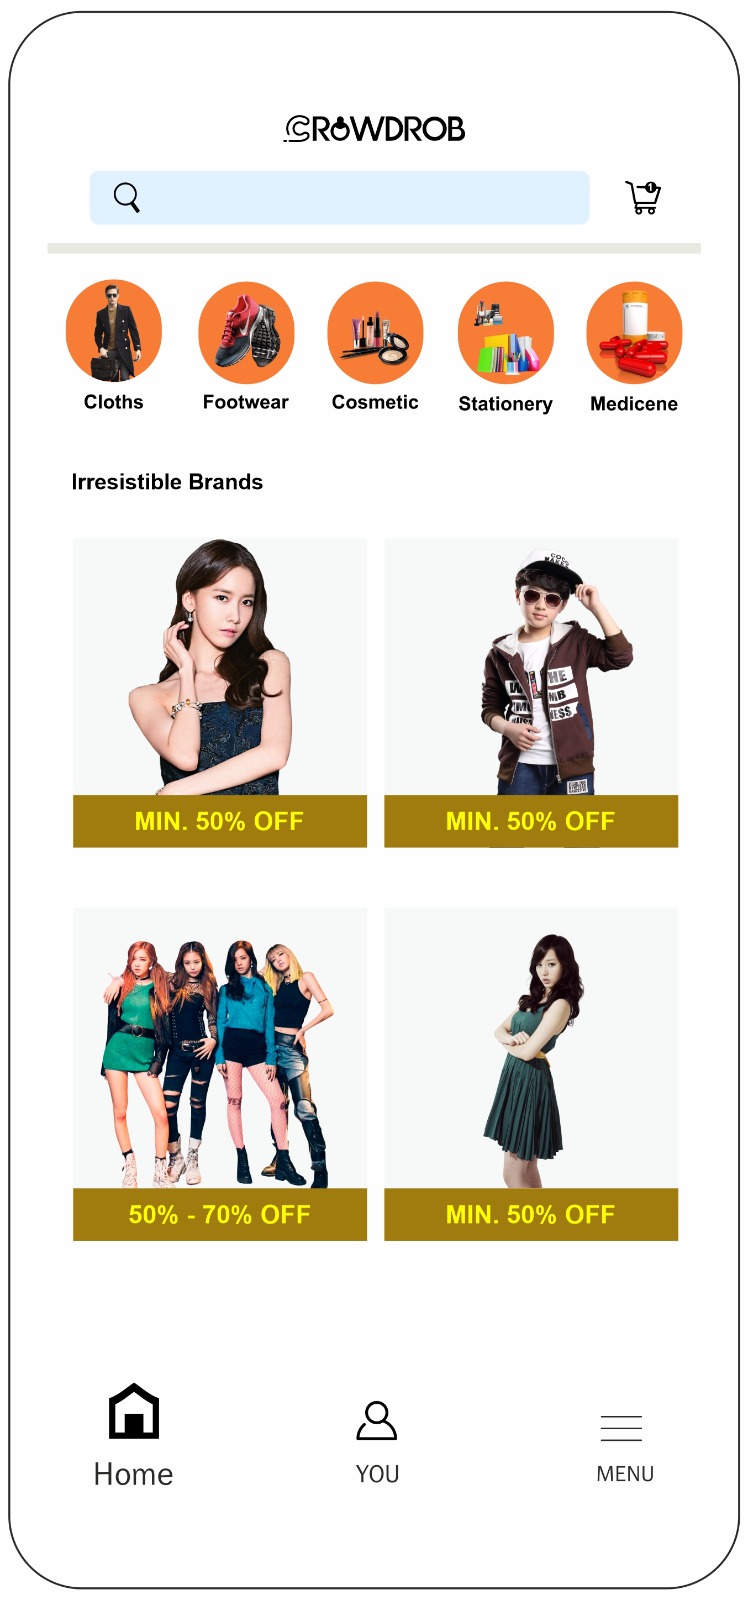 CROWDROB
1
Cloths
Footwear
Cosmetic
Stationery
Medicene
Irresistible Brands
MIN. 50% OFF
MIN. 50% OFF
50% - 70% OFF
MIN. 50% OFF
Home
YOU
MENU